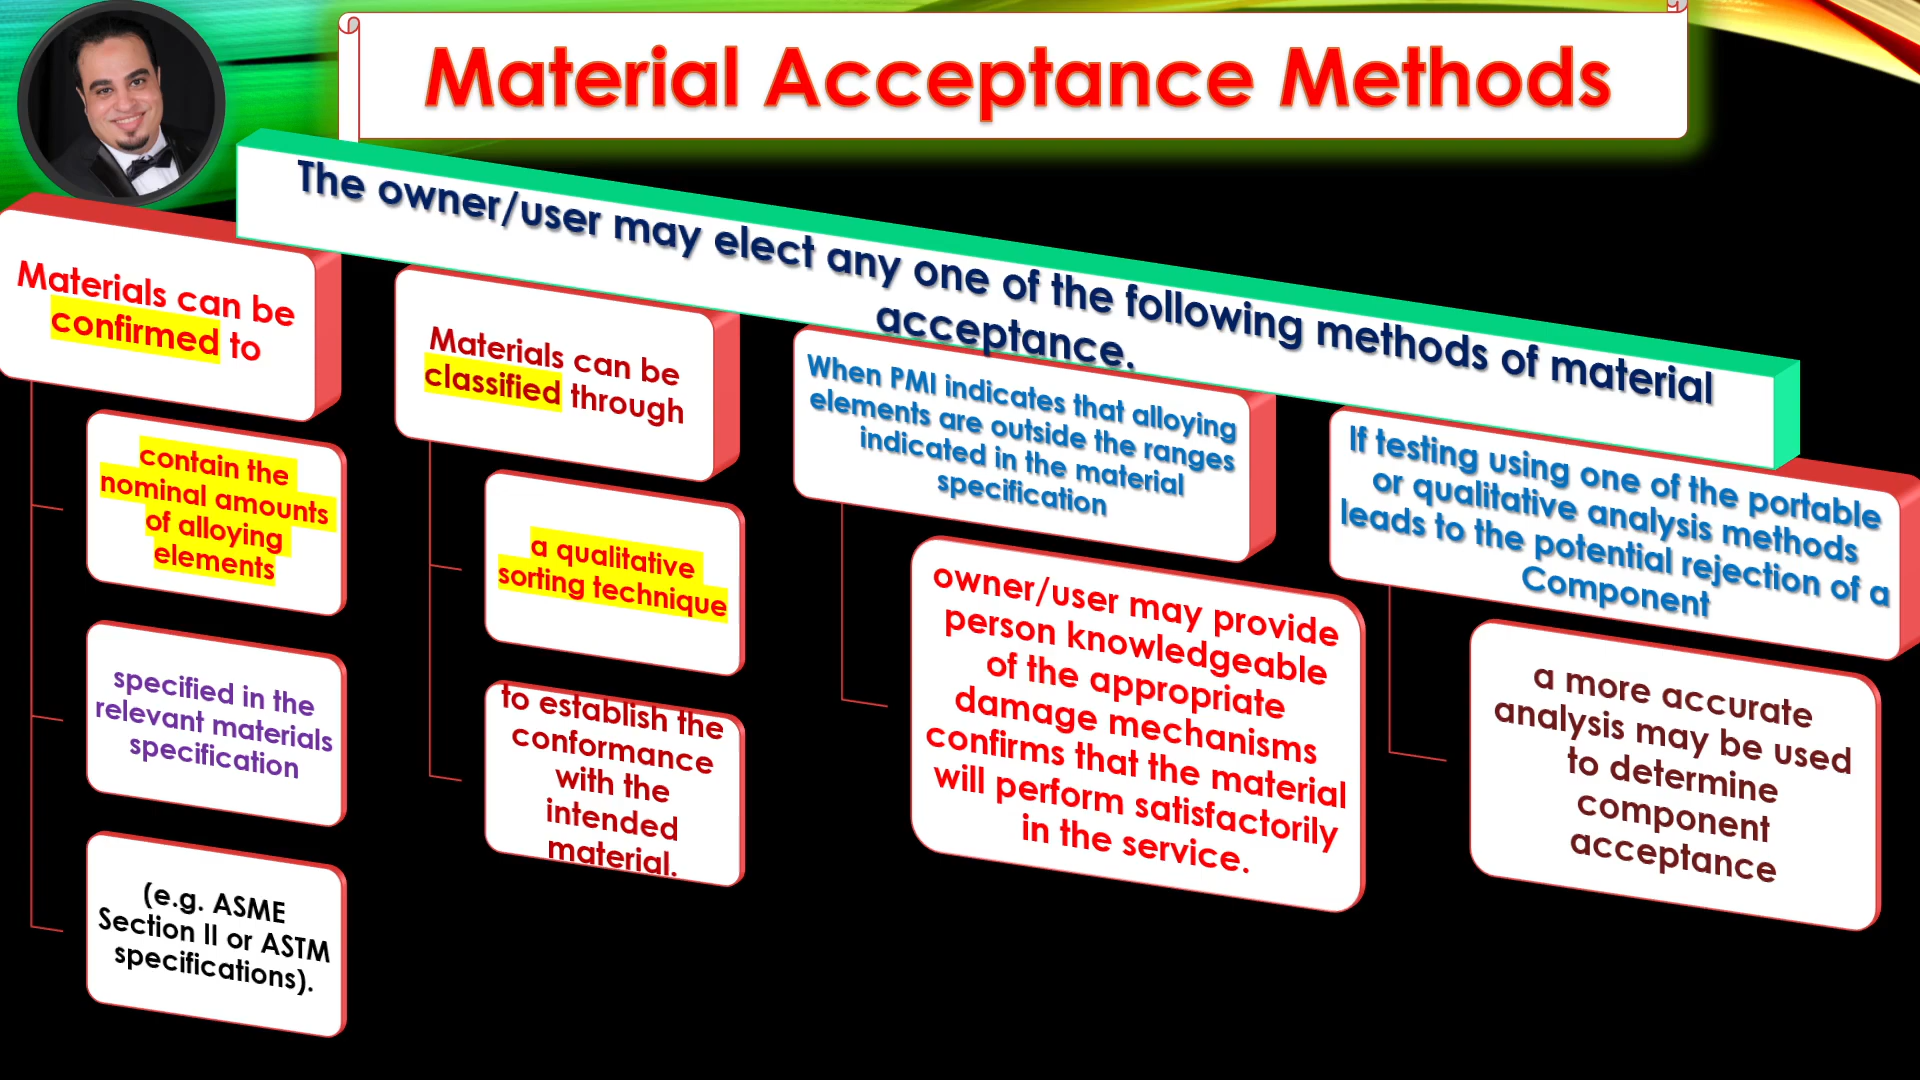 Material Acceptance Methods
The owner/user may elect any one of the following methods of material
acceptance.
Materials can be
confirmed to
contain the
nominal amounts
of alloying
elements
specified in the
relevant materials
specification
(e.g. ASME
Section II or ASTM
specifications).
Materials can be
classified through
a qualitative
sorting technique
to establish the
conformance
with the
intended
material.
When PMI indicates that alloying
elements are outside the ranges
indicated in the material
specification
owner/user may provide
person knowledgeable
of the appropriate
damage mechanisms
confirms that the material
will perform satisfactorily
in the service.
If testing using one of the portable
or qualitative analysis methods
leads to the potential rejection of a
Component
a more accurate
analysis may be used
to determine
component
acceptance